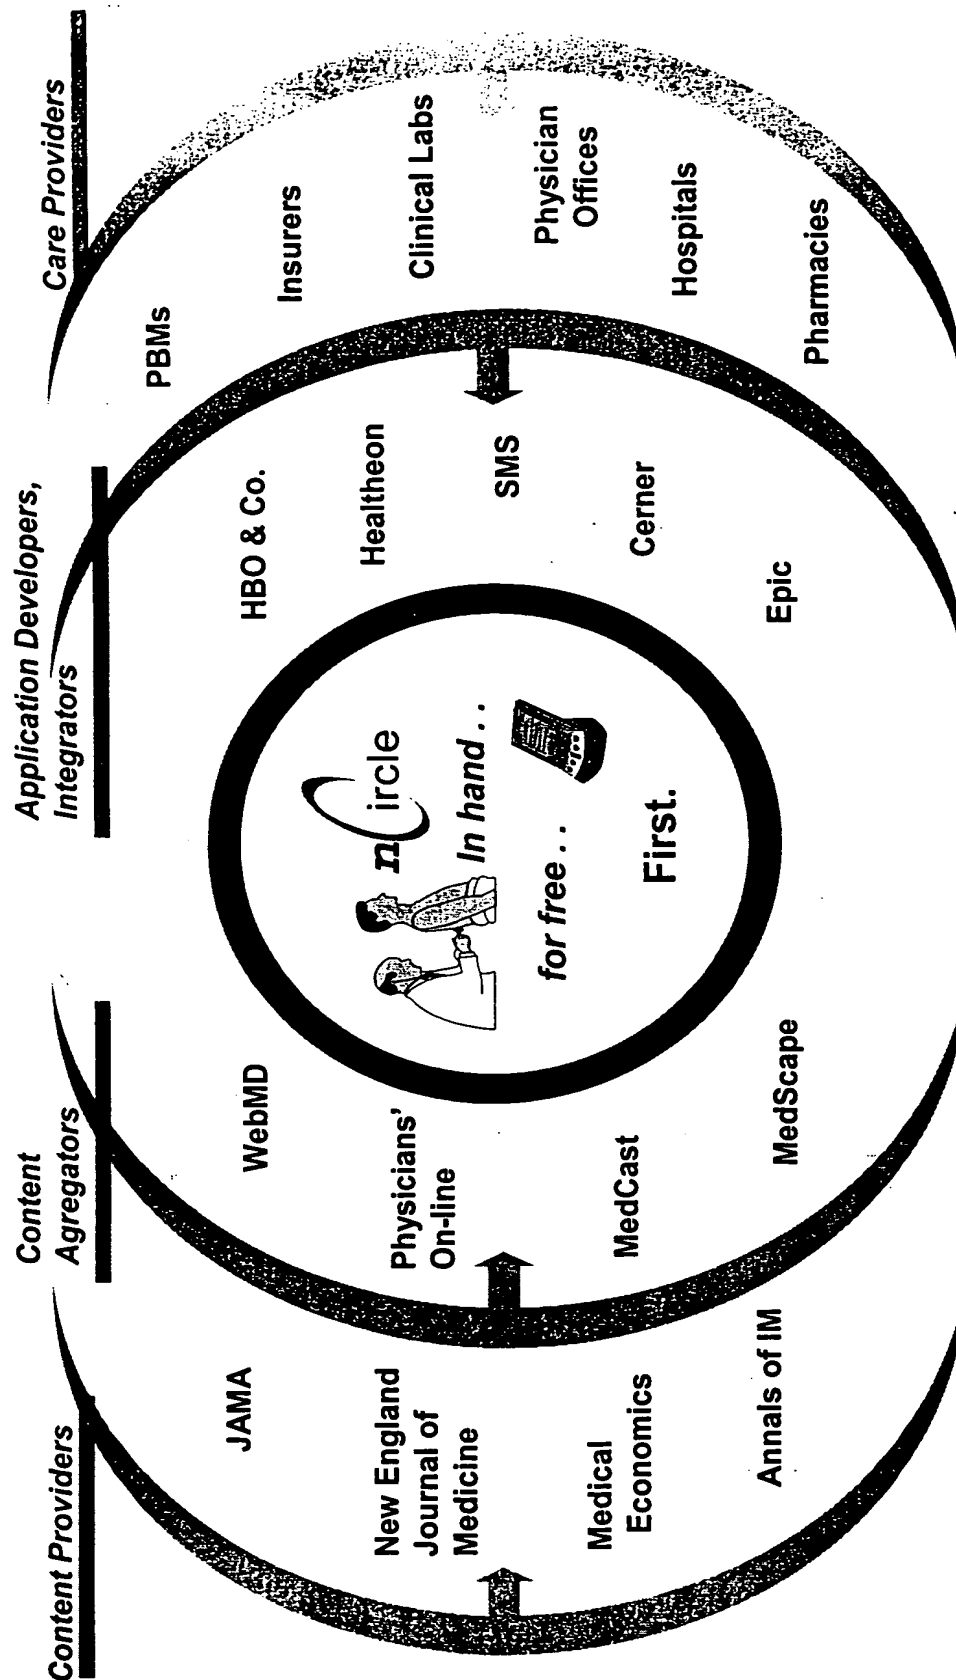 Content Providers
JAMA
New England
Journal of
Medicine
Medical
Economics
Annals of IM
Content
Agregators
WebMD
Physicians'
On-line
MedCast
MedScape
nCircle
In hand. .
for free. . .
First.
Application Developers,
Integrators
HBO & Co.
Healtheon
SMS
Cerner
Epic
Care Providers
PBMs
Insurers
Clinical Labs
Physician
Offices
Hospitals
Pharmacies